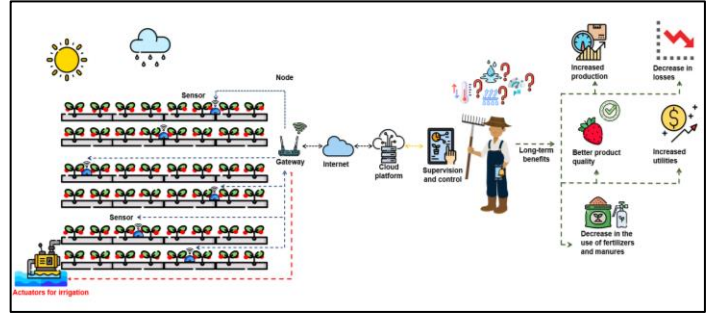 Node
Sensor
Gateway
Internet
Cloud
platform
Supervision
and control
Long-term
benefits
Increased
production
Decrease in
losses
Better product
quality
Increased
utilities
Decrease in the
use of fertilizers
and manures
Sensor
Actuators for irrigation